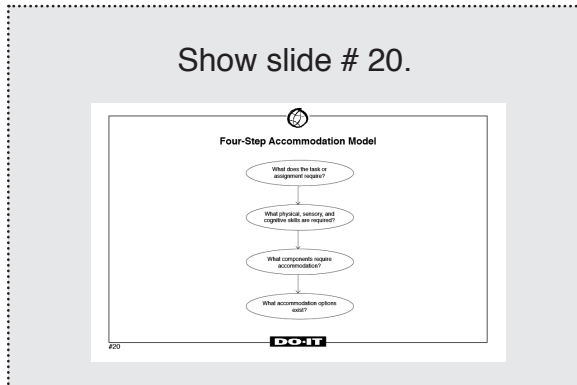 Show slide # 20.
Four-Step Accommodation Model
What does the task or
assignment require?
What physical, sensory, and
cognitive skills are required?
What components require
accommodation?
What accommodation options
exist?
#20
DO-IT